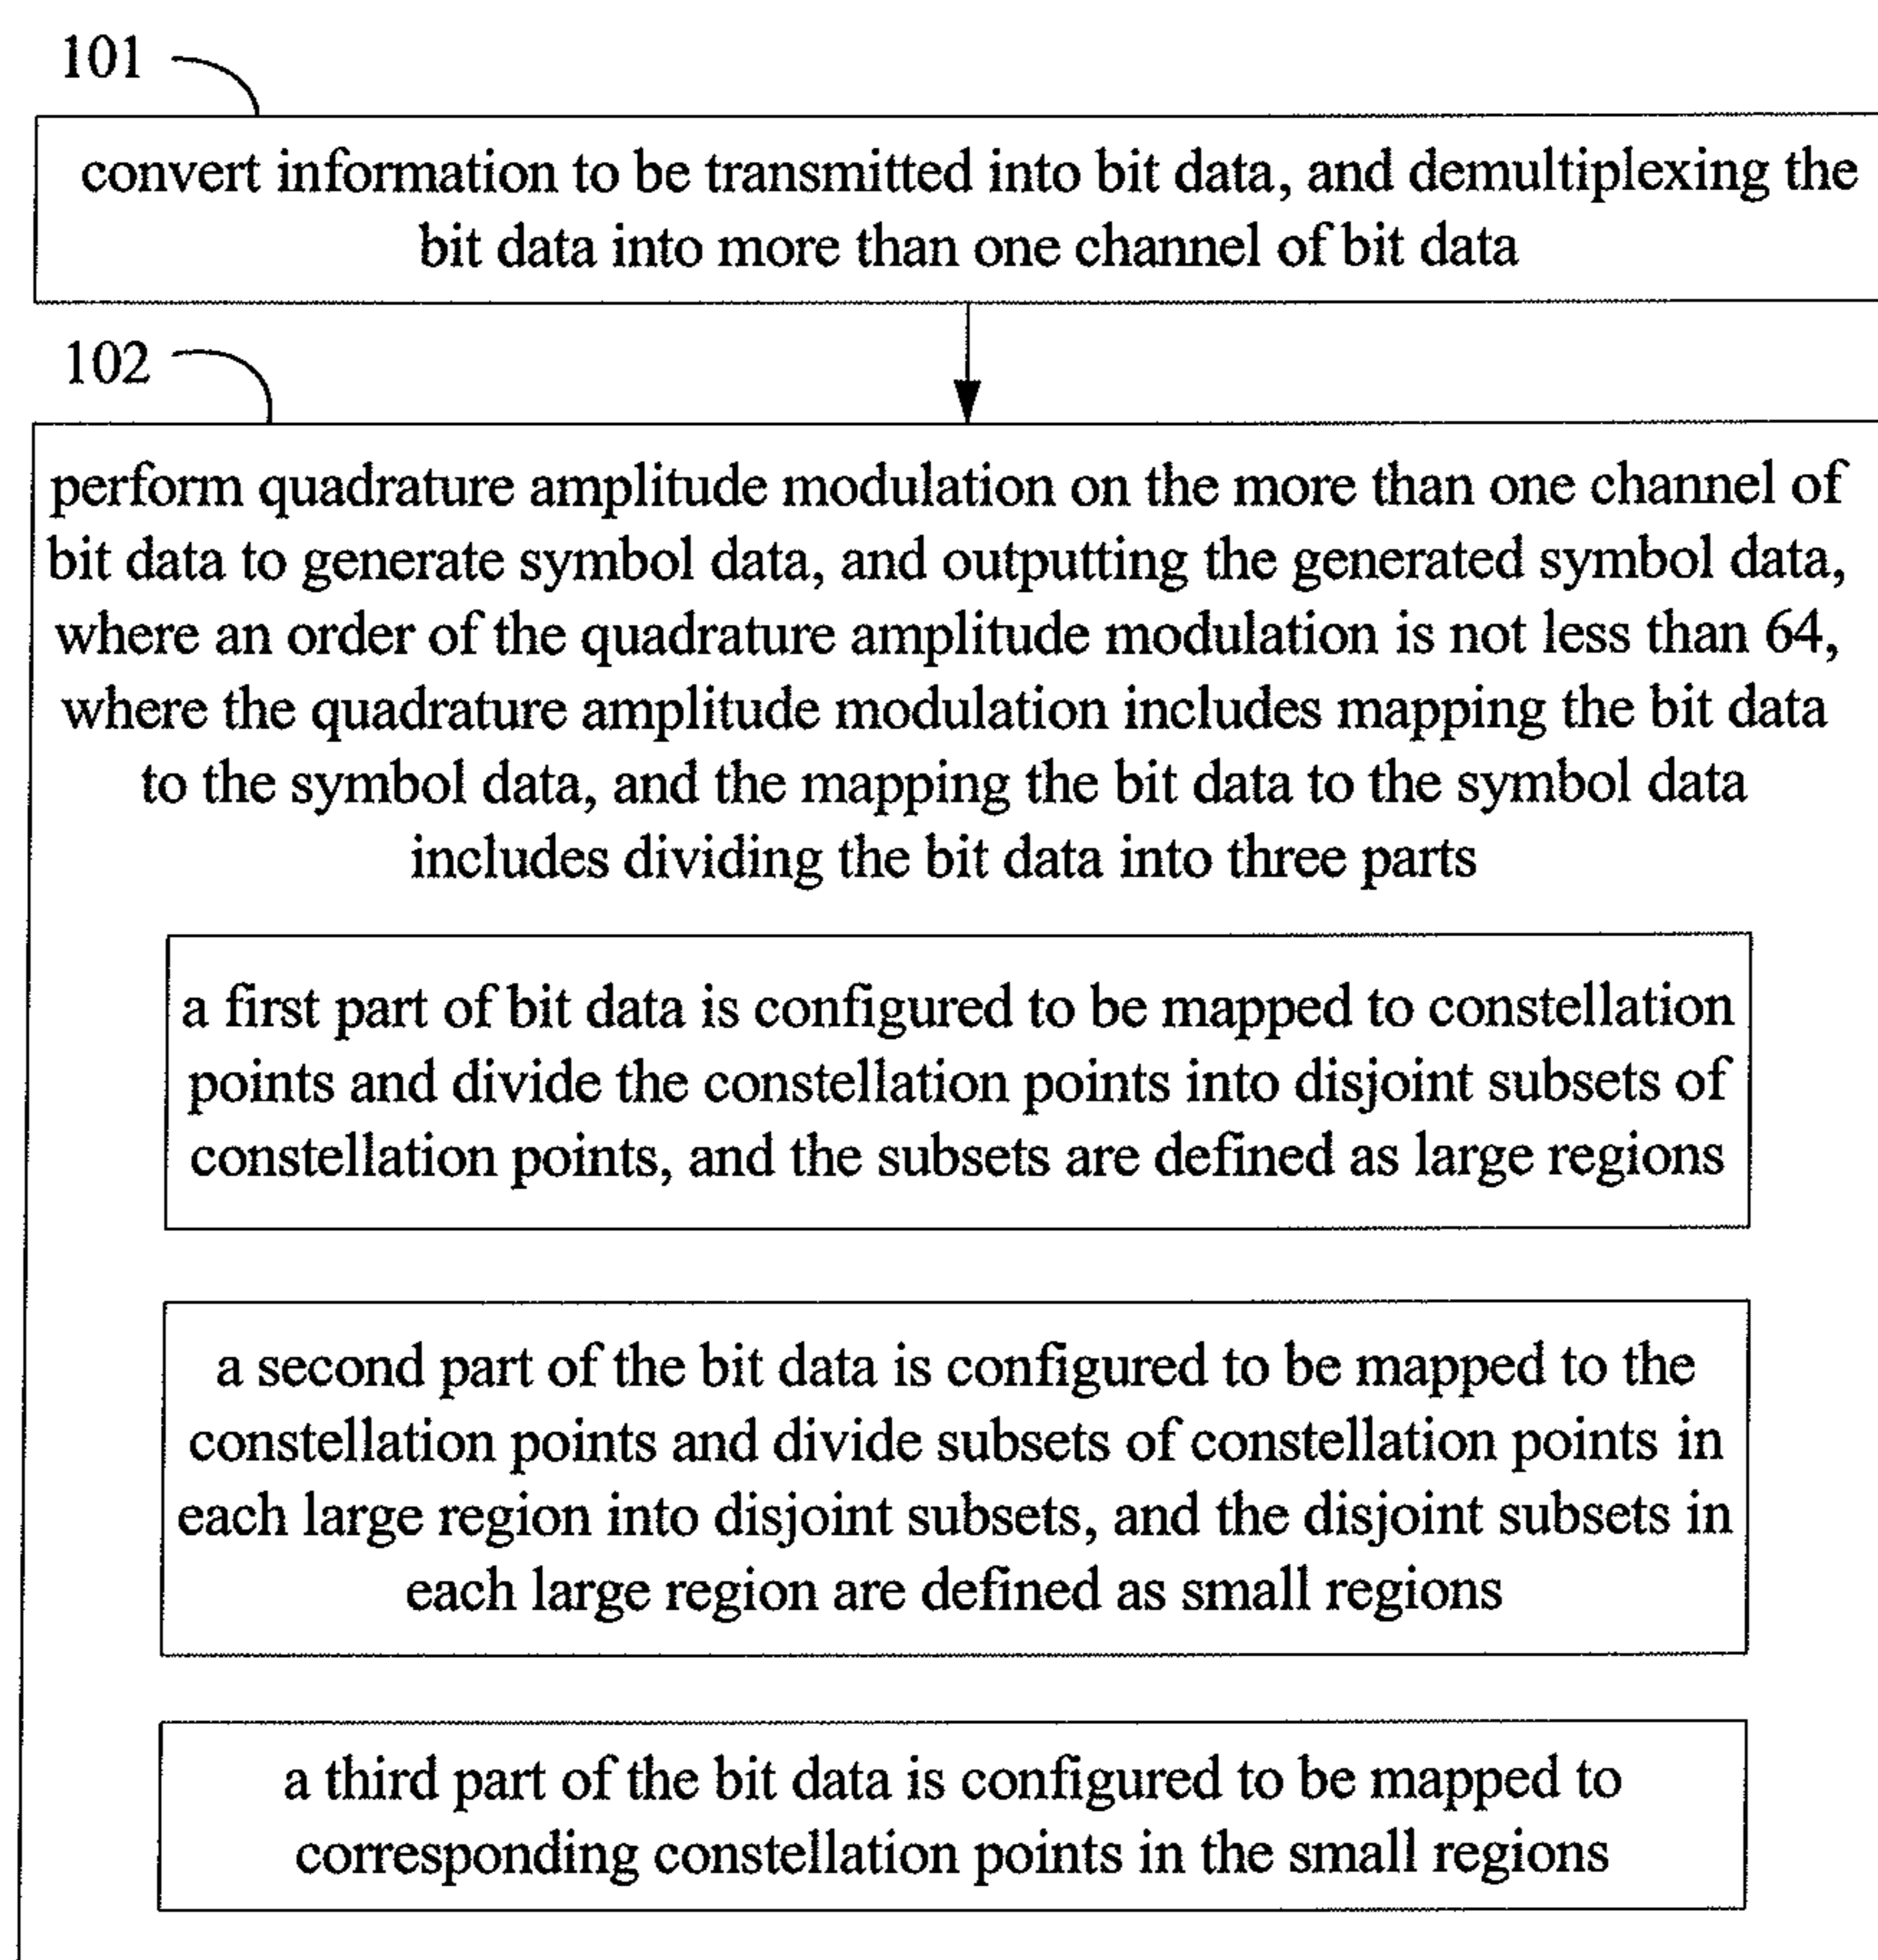 101
convert information to be transmitted into bit data, and demultiplexing the
bit data into more than one channel of bit data
102
perform quadrature amplitude modulation on the more than one channel of
bit data to generate symbol data, and outputting the generated symbol data,
where an order of the quadrature amplitude modulation is not less than 64,
where the quadrature amplitude modulation includes mapping the bit data
to the symbol data, and the mapping the bit data to the symbol data
includes dividing the bit data into three parts
a first part of bit data is configured to be mapped to constellation
points and divide the constellation points into disjoint subsets of
constellation points, and the subsets are defined as large regions
a second part of the bit data is configured to be mapped to the
constellation points and divide subsets of constellation points in
each large region into disjoint subsets, and the disjoint subsets in
each large region are defined as small regions
a third part of the bit data is configured to be mapped to
corresponding constellation points in the small regions